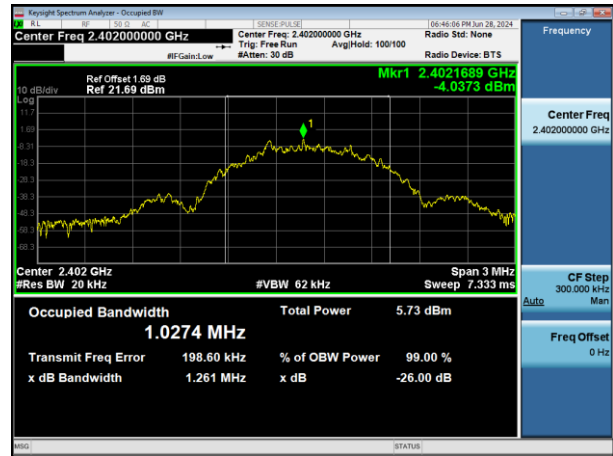 Keysight Spectrum Analyzer - Occupied BW
RL RF 50 Ω AC SENSE:PULSE 06:46:06 PM Jun 28, 2024
Center Freq 2.402000000 GHz
Center Freq: 2.402000000 GHz
Radio Std: None
Trig: Free Run Avg|Hold: 100/100
#IFGain:Low #Atten: 30 dB Radio Device: BTS
Frequency
Ref Offset 1.69 dB
10 dB/div Ref 21.69 dBm
Mkr1 2.4021689 GHz
-4.0373 dBm
Log
11.7
1.69
-8.31
-18.3
-28.3
-38.3
-48.3
-58.3
-68.3
1
Center 2.402 GHz Span 3 MHz
#Res BW 20 kHz #VBW 62 kHz Sweep 7.333 ms
Occupied Bandwidth Total Power 5.73 dBm
1.0274 MHz
Transmit Freq Error 198.60 kHz % of OBW Power 99.00 %
x dB Bandwidth 1.261 MHz x dB -26.00 dB
Center Freq
2.402000000 GHz
CF Step
300.000 kHz
Auto Man
Freq Offset
0 Hz
MSG STATUS